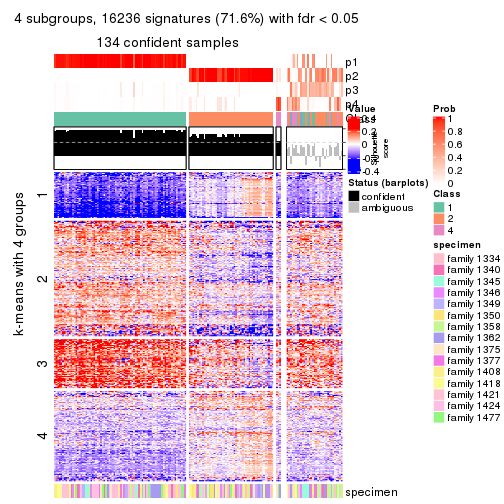 4 subgroups, 16236 signatures (71.6%) with fdr < 0.05
134 confident samples
p1
p2
p3
p4
Value
0.4
0.2
0
-0.2
-0.4
Silhouette
score
Prob
1
0.8
0.6
0.4
0.2
0
Status (barplots)
confident
ambiguous
Class
1
2
4
specimen
family 1334
family 1340
family 1345
family 1346
family 1349
family 1350
family 1358
family 1362
family 1375
family 1377
family 1408
family 1418
family 1421
family 1424
family 1477
k-means with 4 groups
1
2
3
4
specimen